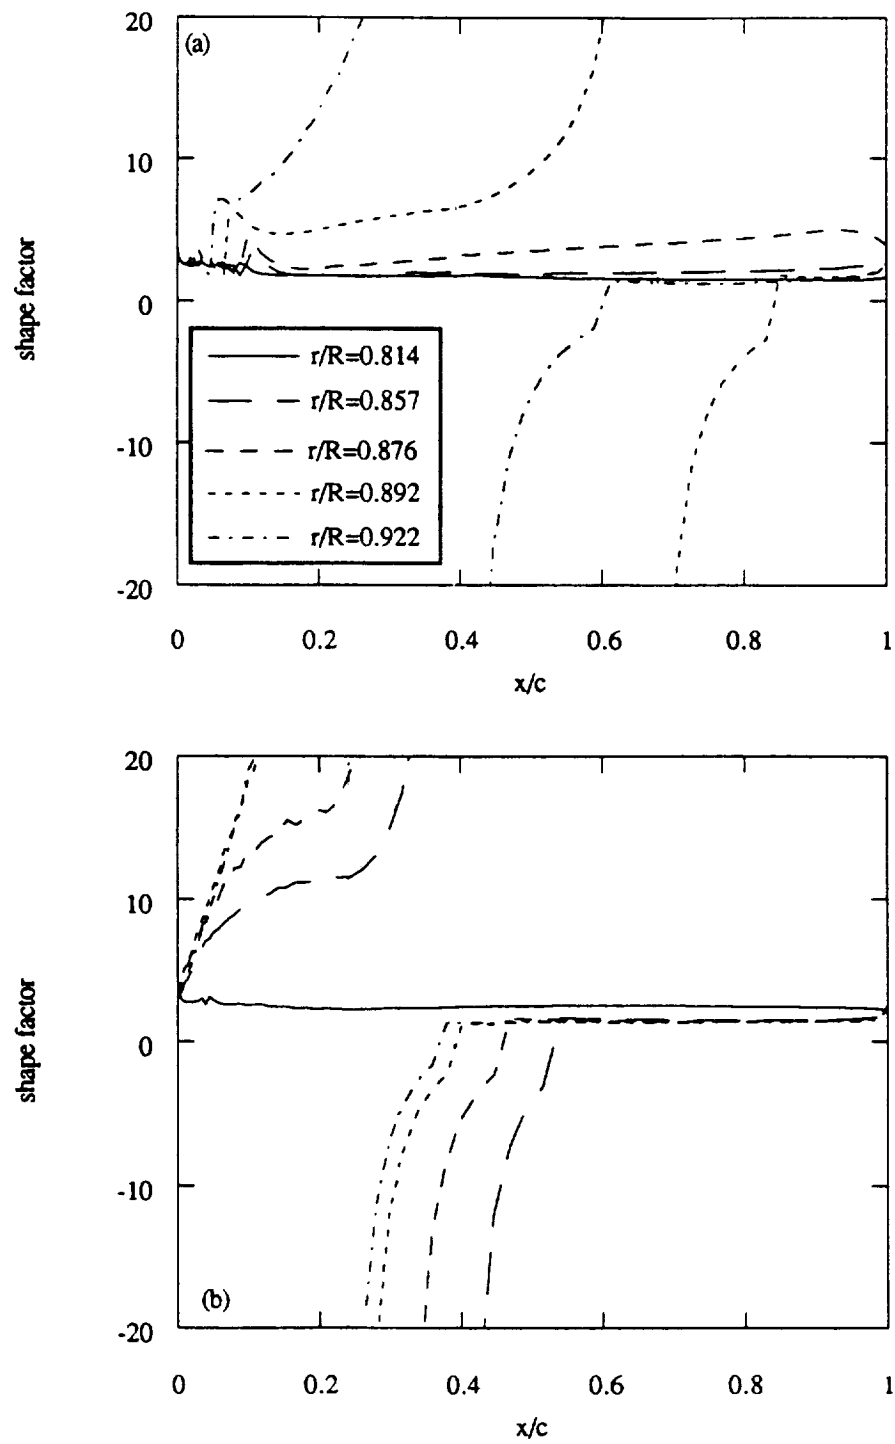 20
(a)
10
shape factor
0
r/R=0.814
r/R=0.857
-10
r/R=0.876
r/R=0.892
r/R=0.922
-20
0 0.2 0.4 0.6 0.8 1
x/c
20
10
shape factor
0
-10
(b)
-20
0 0.2 0.4 0.6 0.8 1
x/c